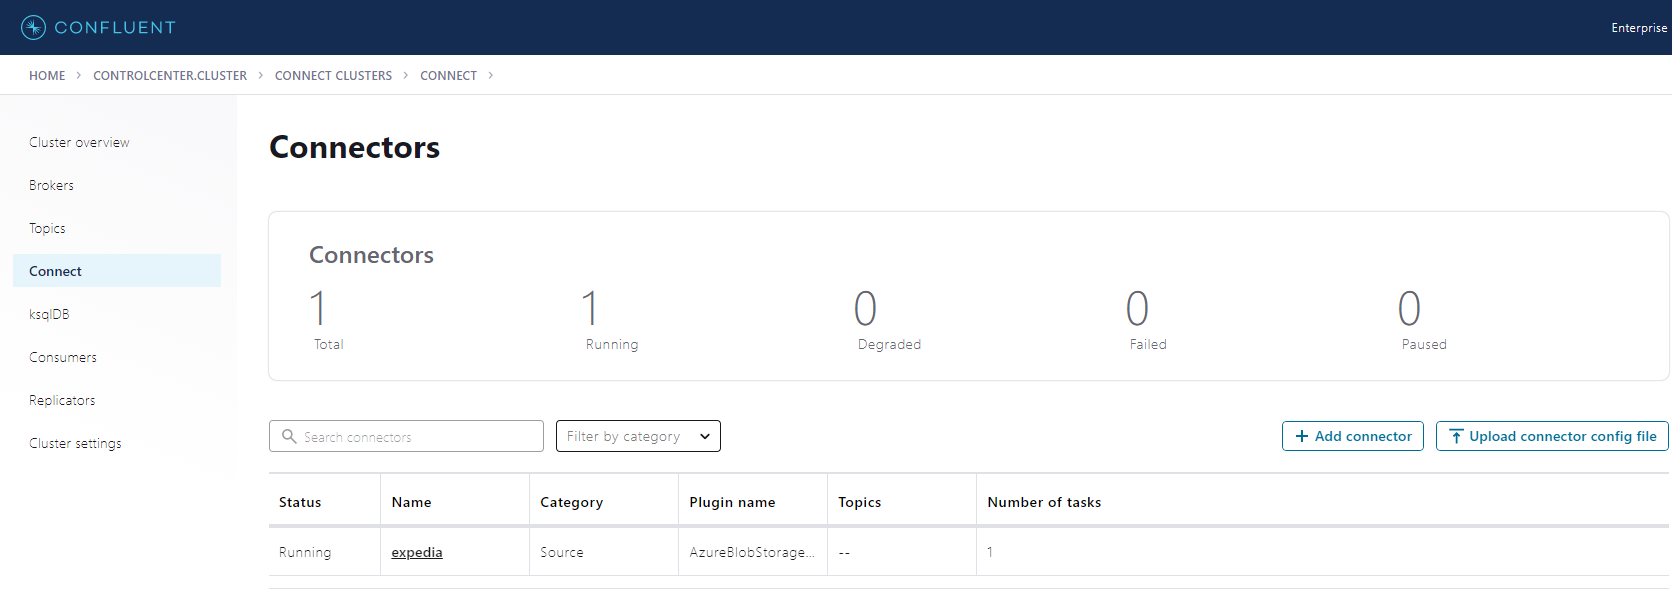 CONFLUENT
Enterprise
HOME > CONTROLCENTER.CLUSTER > CONNECT CLUSTERS > CONNECT >
Cluster overview
Brokers
Topics
Connect
ksqlDB
Consumers
Replicators
Cluster settings
Connectors
Connectors
1 1 0 0 0
Total Running Degraded Failed Paused
Search connectors Filter by category + Add connector Upload connector config file
Status Name Category Plugin name Topics Number of tasks
Running expedia Source AzureBlobStorage... -- 1